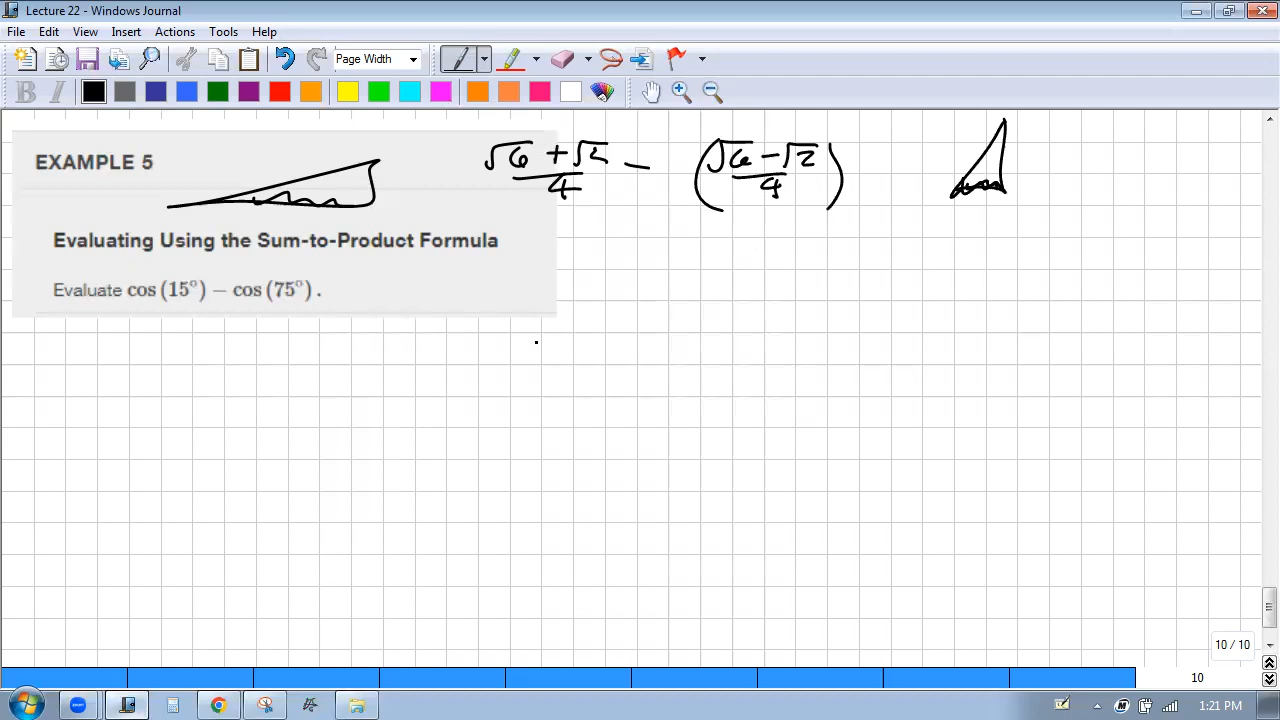 Lecture 22 - Windows Journal
File Edit View Insert Actions Tools Help
Page Width
B I
EXAMPLE 5
√6 + √2 / 4 − (√6 − √2 / 4)
Evaluating Using the Sum-to-Product Formula
Evaluate cos (15°) − cos (75°) .
10 / 10
10
1:21 PM